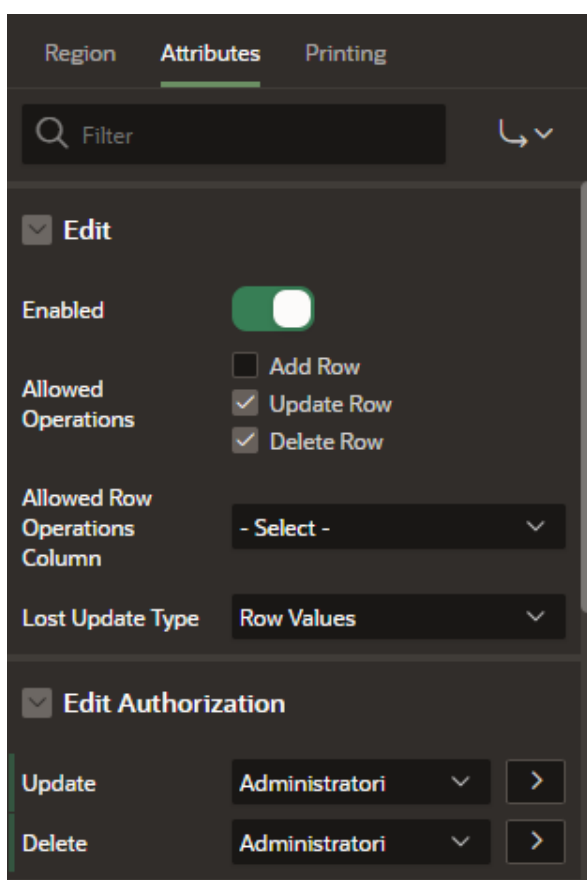 Region Attributes Printing
Filter
Edit
Enabled
Add Row
Allowed
Operations
Update Row
Delete Row
Allowed Row
Operations
Column
- Select -
Lost Update Type Row Values
Edit Authorization
Update Administratori
Delete Administratori